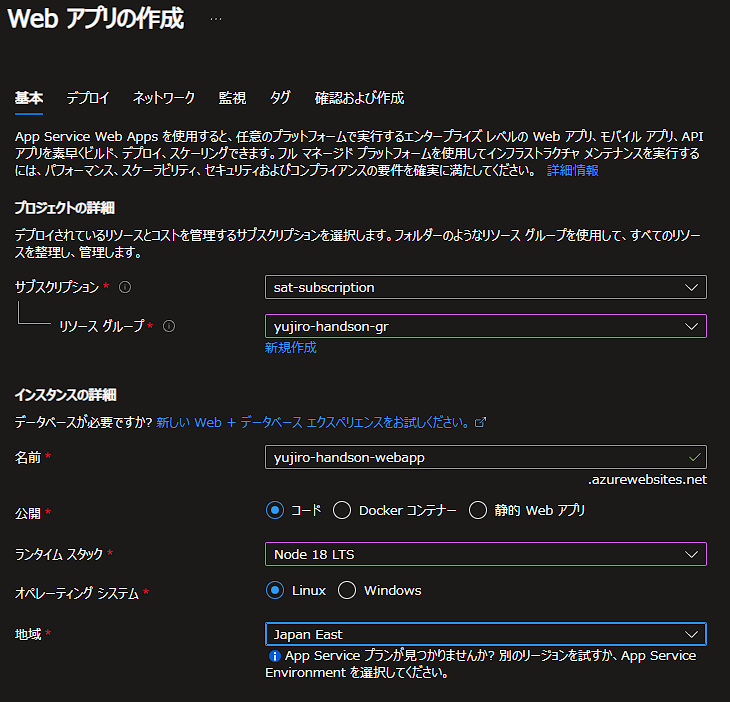 Web アプリの作成 …
基本 デプロイ ネットワーク 監視 タグ 確認および作成
App Service Web Apps を使用すると、任意のプラットフォームで実行するエンタープライズ レベルの Web アプリ、モバイル アプリ、API
アプリを素早くビルド、デプロイ、スケーリングできます。フル マネージド プラットフォームを使用してインフラストラクチャ メンテナンスを実行する
には、パフォーマンス、スケーラビリティ、セキュリティおよびコンプライアンスの要件を確実に満たしてください。 詳細情報
プロジェクトの詳細
デプロイされているリソースとコストを管理するサブスクリプションを選択します。フォルダーのようなリソース グループを使用して、すべてのリソー
スを整理し、管理します。
サブスクリプション * sat-subscription
リソース グループ * yujiro-handson-gr
新規作成
インスタンスの詳細
データベースが必要ですか? 新しい Web + データベース エクスペリエンスをお試しください。
名前 * yujiro-handson-webapp
.azurewebsites.net
公開 * コード Docker コンテナー 静的 Web アプリ
ランタイム スタック * Node 18 LTS
オペレーティング システム * Linux Windows
地域 * Japan East
App Service プランが見つかりませんか? 別のリージョンを試すか、App Service
Environment を選択してください。